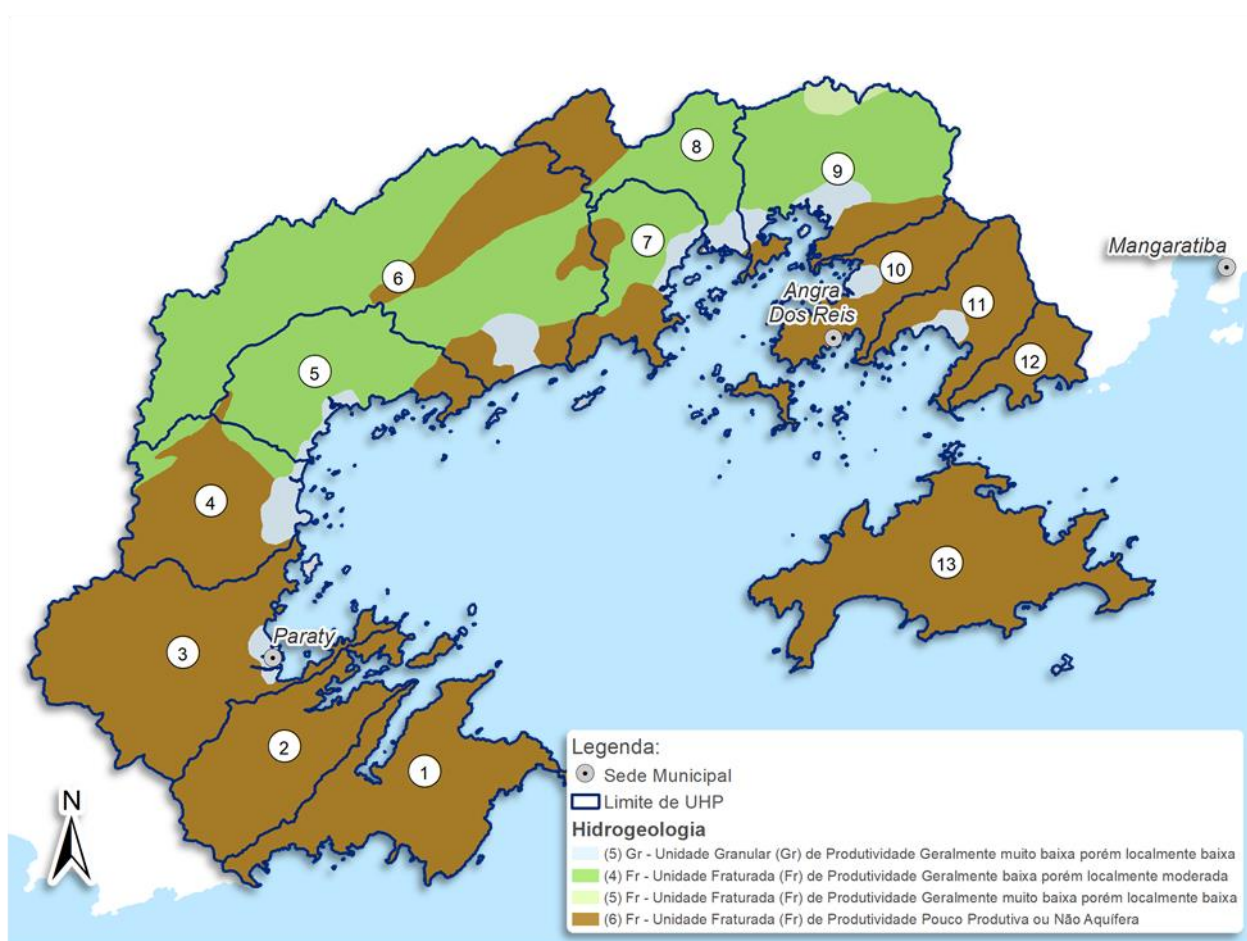 8
9
7
Mangaratiba
6
10
Angra
Dos Reis
11
5
12
4
13
3
Paraty
2
1
N
Legenda:
Sede Municipal
Limite de UHP
Hidrogeologia
(5) Gr - Unidade Granular (Gr) de Produtividade Geralmente muito baixa porém localmente baixa
(4) Fr - Unidade Fraturada (Fr) de Produtividade Geralmente baixa porém localmente moderada
(5) Fr - Unidade Fraturada (Fr) de Produtividade Geralmente muito baixa porém localmente baixa
(6) Fr - Unidade Fraturada (Fr) de Produtividade Pouco Produtiva ou Não Aquífera